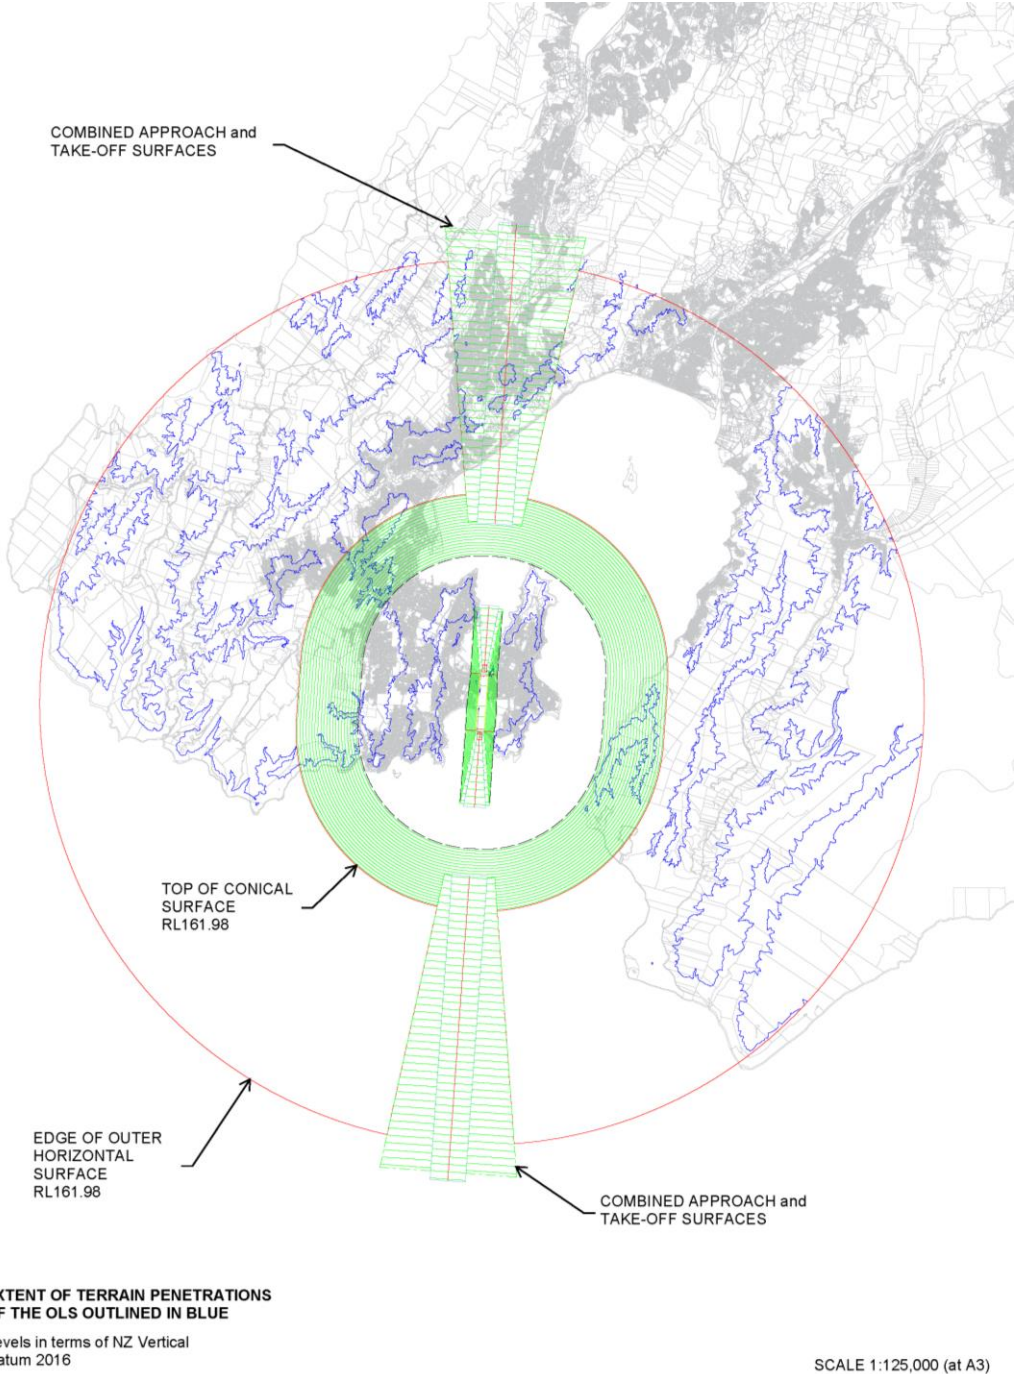 COMBINED APPROACH and
TAKE-OFF SURFACES
TOP OF CONICAL
SURFACE
RL161.98
EDGE OF OUTER
HORIZONTAL
SURFACE
RL161.98
COMBINED APPROACH and
TAKE-OFF SURFACES
XTENT OF TERRAIN PENETRATIONS
F THE OLS OUTLINED IN BLUE
evels in terms of NZ Vertical
atum 2016
SCALE 1:125,000 (at A3)